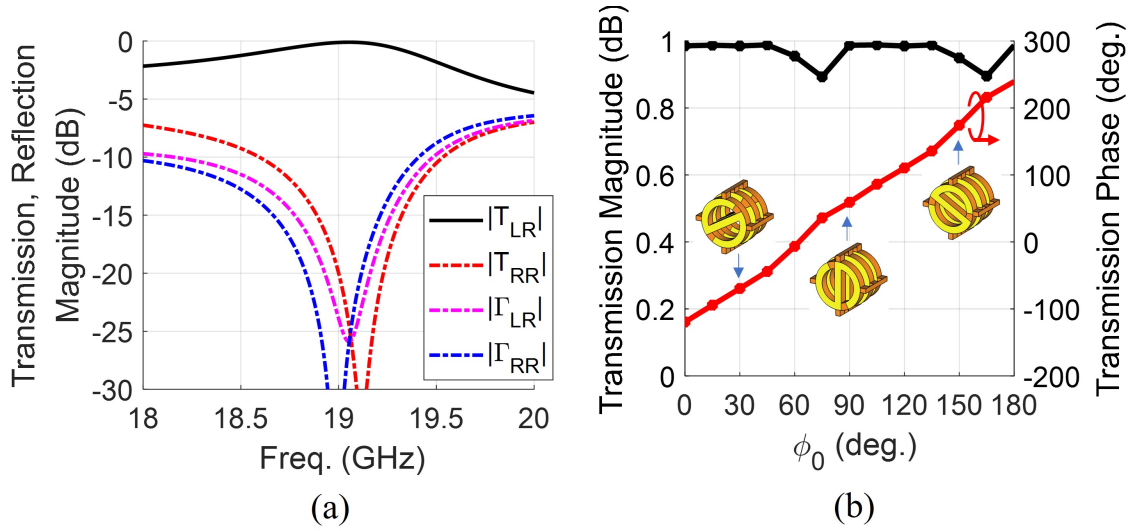 Transmission, Reflection
Magnitude (dB)
0
-5
-10
-15
-20
-25
-30
|T_LR|
|T_RR|
|Γ_LR|
|Γ_RR|
18
18.5
19
19.5
20
Freq. (GHz)
(a)
Transmission Magnitude (dB)
1
0.8
0.6
0.4
0.2
0
300
200
100
0
-100
-200
Transmission Phase (deg.)
0
30
60
90
120
150
180
ϕ_0 (deg.)
(b)